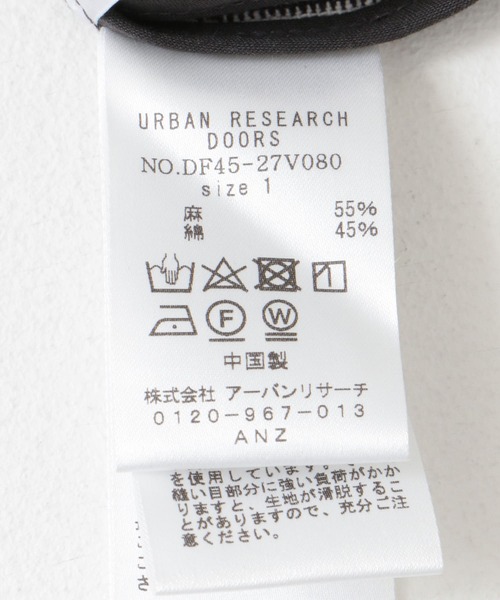 URBAN RESEARCH
DOORS
NO.DF45-27V080
size 1
麻 55%
綿 45%
F W
中国製
株式会社 アーバンリサーチ
0120-967-013
ANZ
を使用しています。
縫い目部分に強い負荷がかか
りますと、生地が滑脱するこ
とがありますので、充分ご注
意ください。